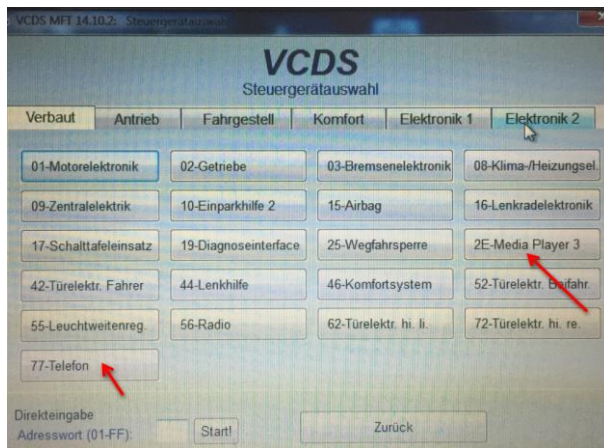 VCDS MFT 14.10.2: Steuergerätauswahl
VCDS
Steuergerätauswahl
Verbaut Antrieb Fahrgestell Komfort Elektronik 1 Elektronik 2
01-Motorelektronik 02-Getriebe 03-Bremsenelektronik 08-Klima-/Heizungsel.
09-Zentralelektrik 10-Einparkhilfe 2 15-Airbag 16-Lenkradelektronik
17-Schalttafeleinsatz 19-Diagnoseinterface 25-Wegfahrsperre 2E-Media Player 3
42-Türelektr. Fahrer 44-Lenkhilfe 46-Komfortsystem 52-Türelektr. Beifahr.
55-Leuchtweitenreg. 56-Radio 62-Türelektr. hi. li. 72-Türelektr. hi. re.
77-Telefon
Direkteingabe
Adresswort (01-FF): Start! Zurück